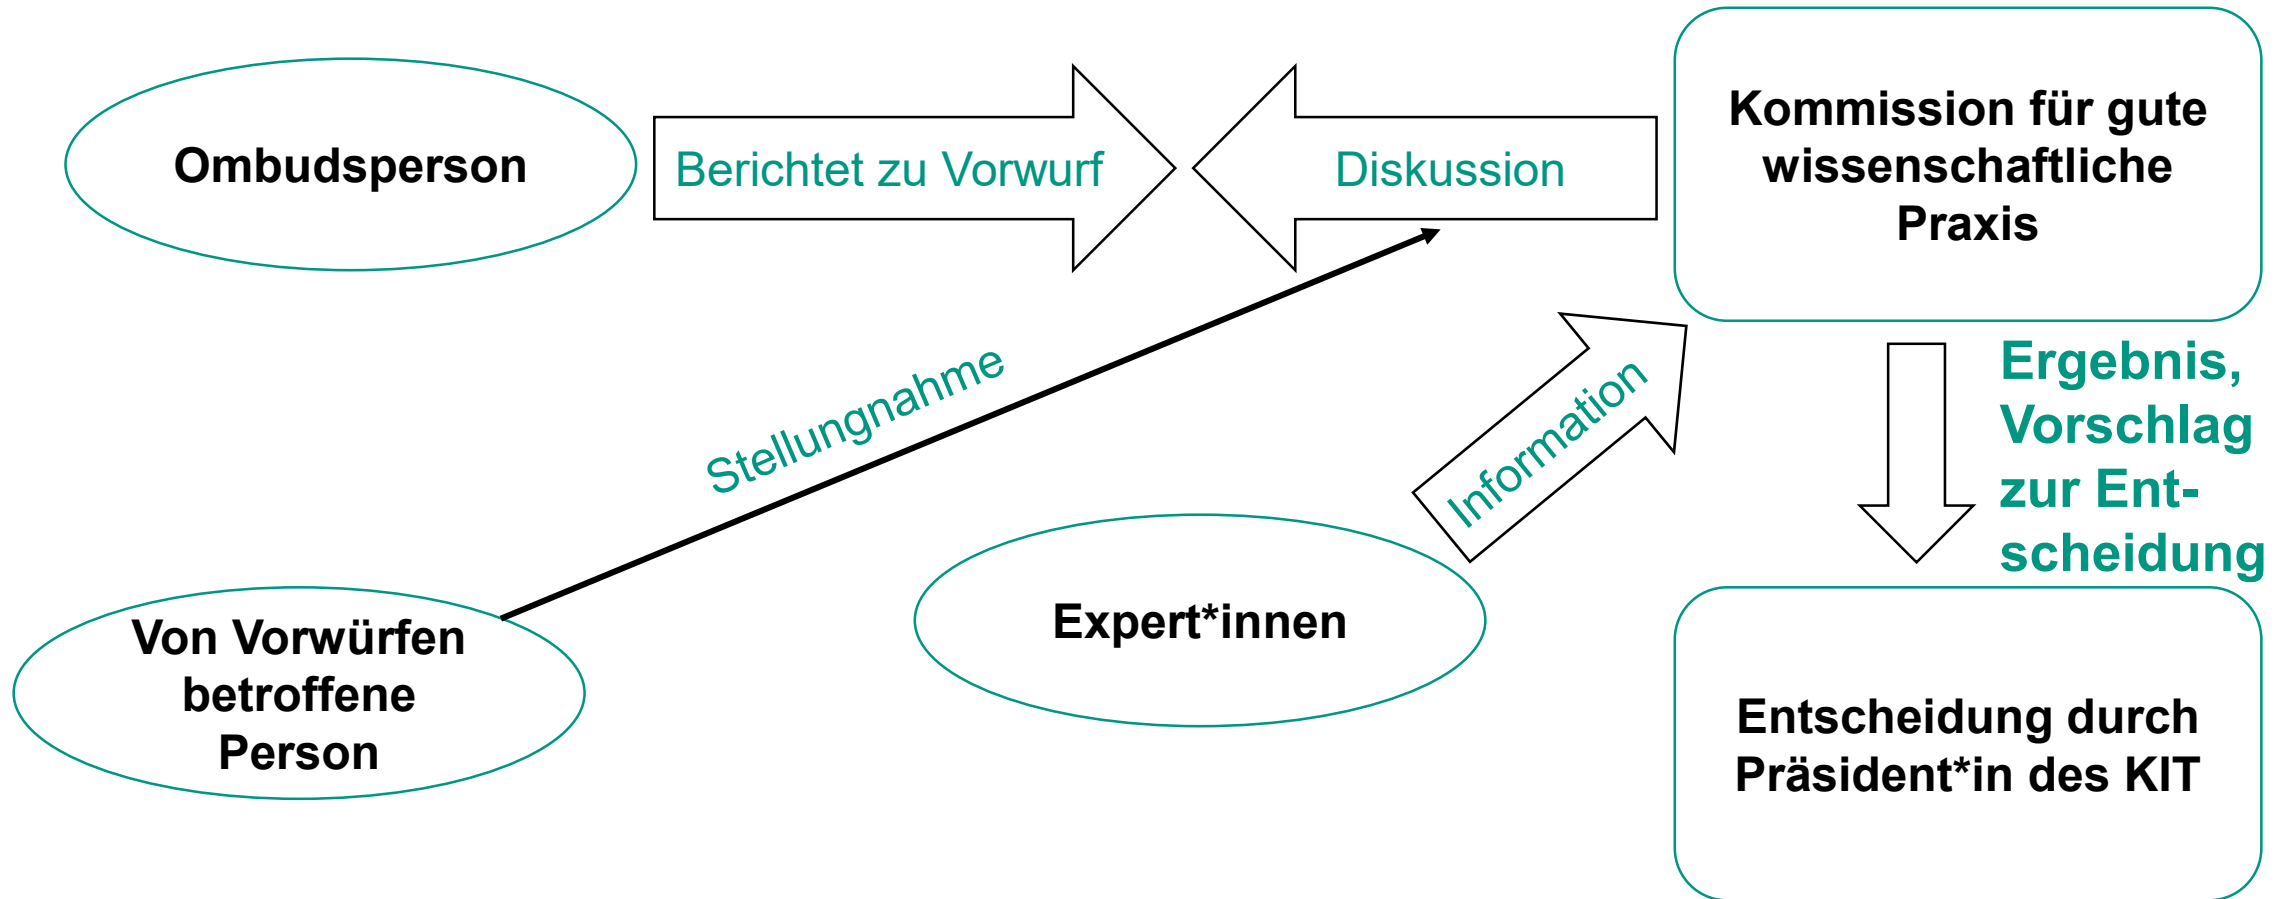 Ombudsperson
Berichtet zu Vorwurf
Diskussion
Kommission für gute
wissenschaftliche
Praxis
Stellungnahme
Information
Ergebnis,
Vorschlag
zur Ent-
scheidung
Von Vorwürfen
betroffene
Person
Expert*innen
Entscheidung durch
Präsident*in des KIT